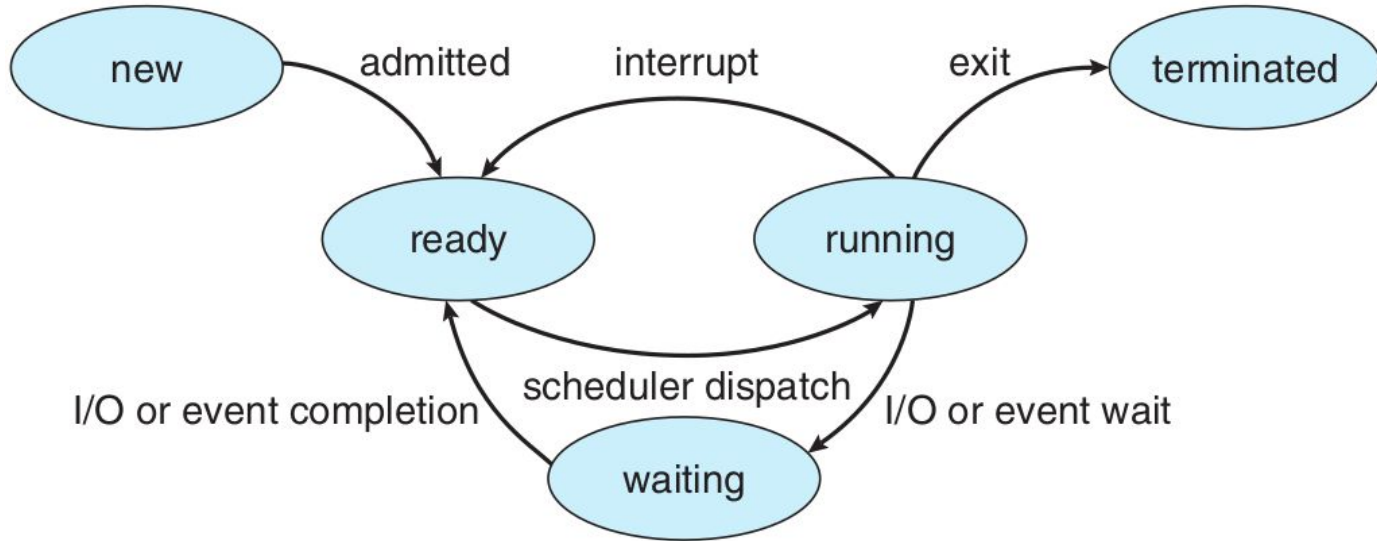 new
admitted
interrupt
exit
terminated
ready
running
scheduler dispatch
I/O or event completion
I/O or event wait
waiting